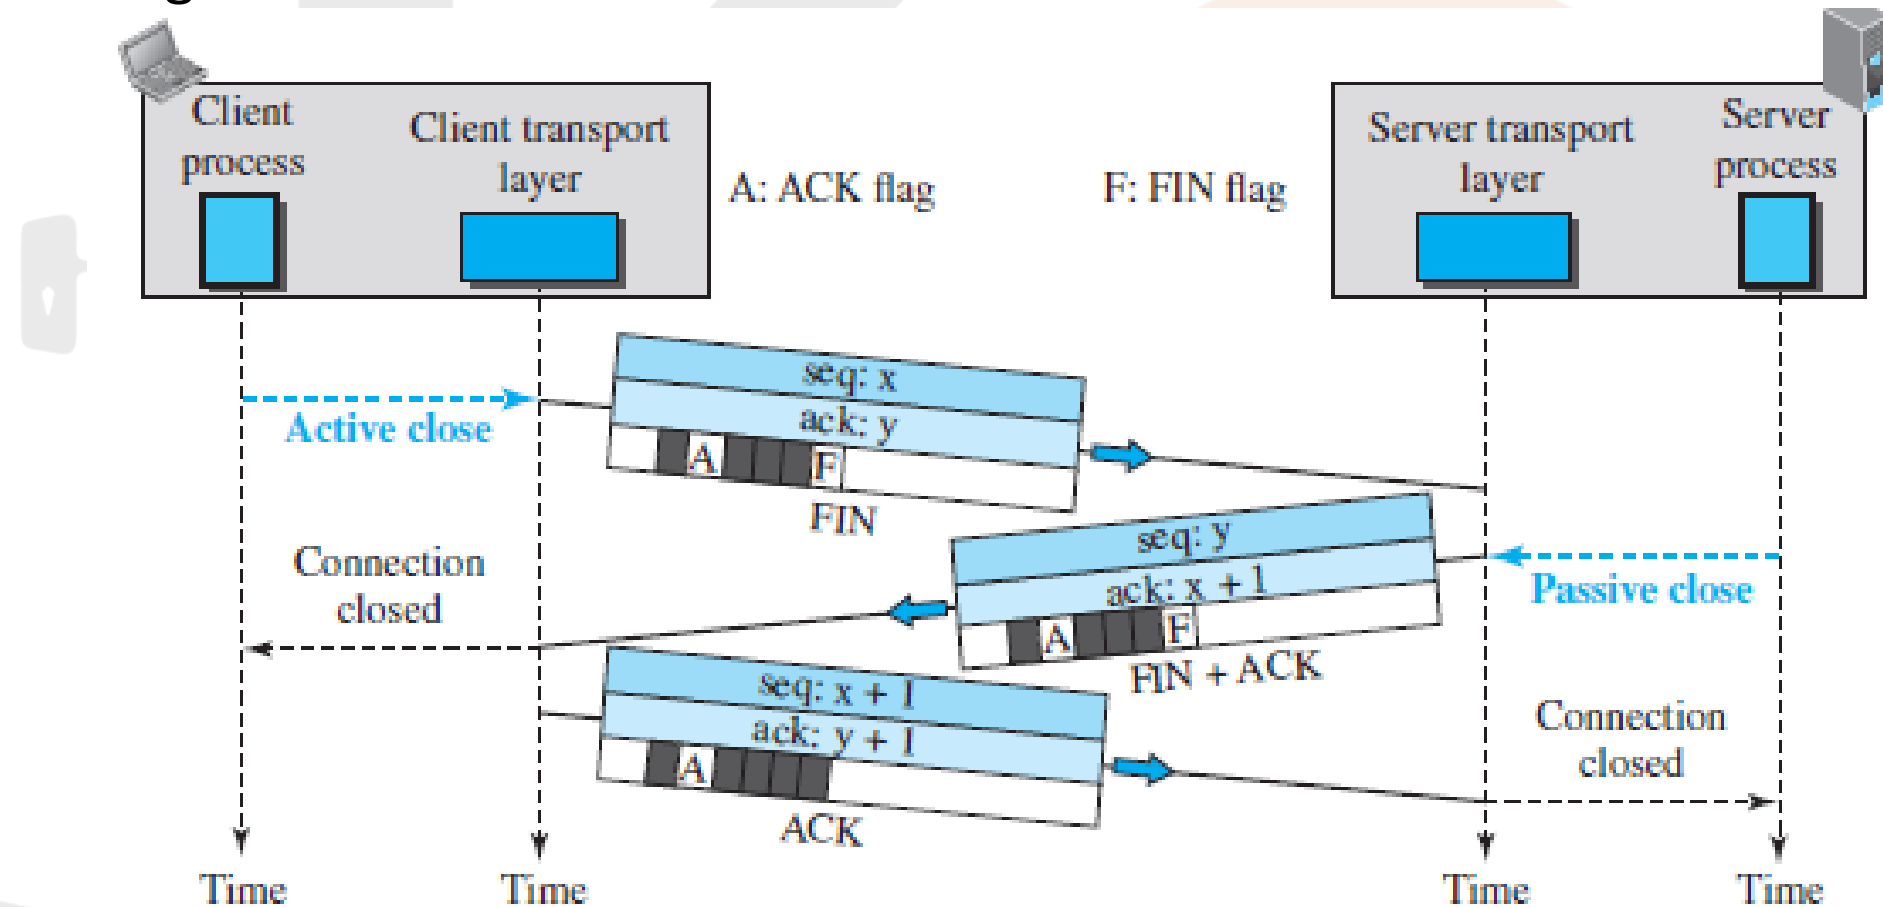 Client
process
Client transport
layer
A: ACK flag
F: FIN flag
Server transport
layer
Server
process
seq: x
ack: y
A
F
FIN
Active close
seq: y
ack: x + 1
A
F
FIN + ACK
Passive close
Connection
closed
seq: x + 1
ack: y + 1
A
ACK
Connection
closed
Time
Time
Time
Time